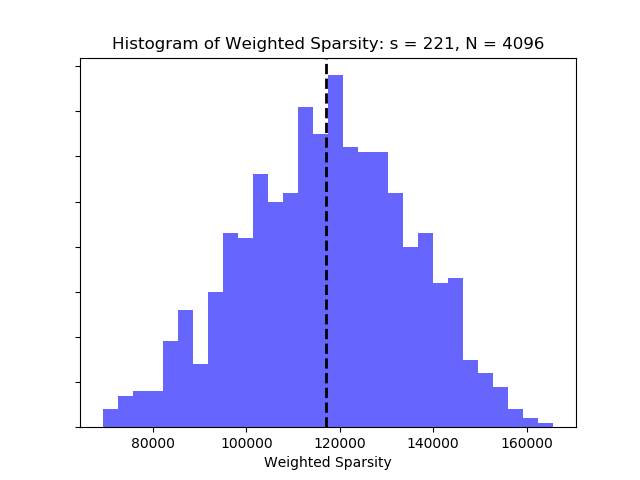 Histogram of Weighted Sparsity: s = 221, N = 4096
80000 100000 120000 140000 160000
Weighted Sparsity